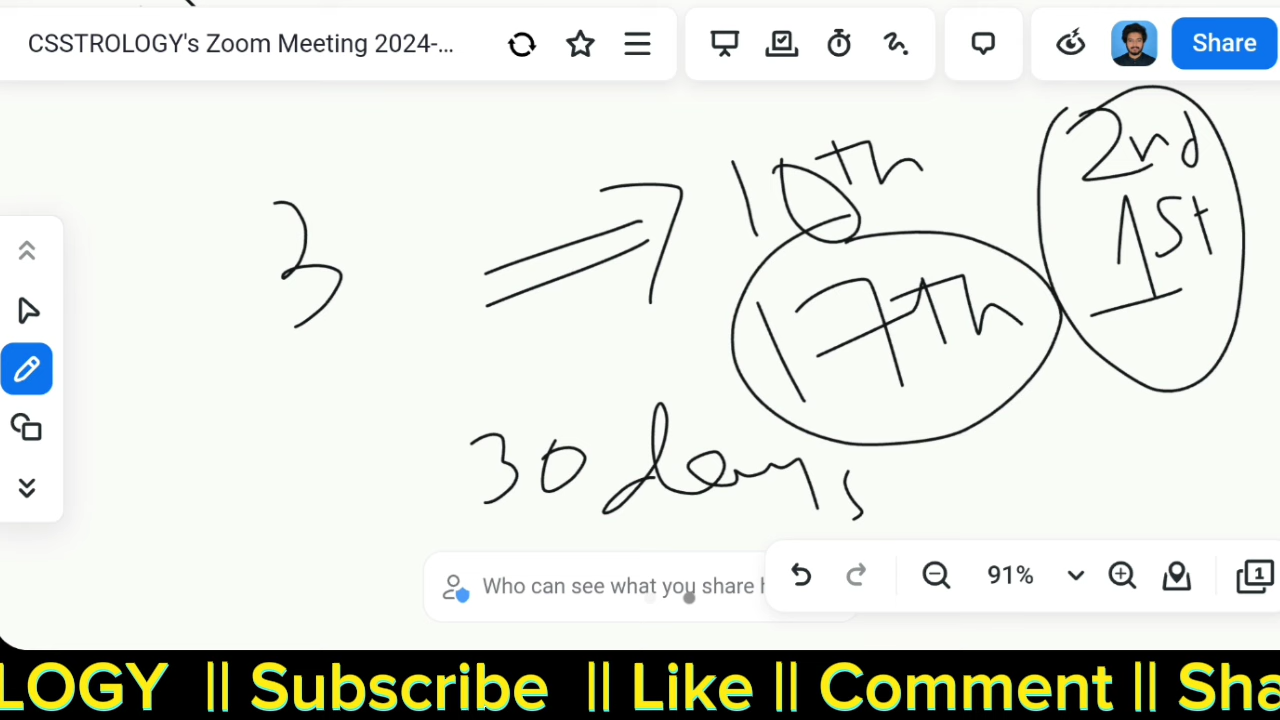 CSSTROLOGY's Zoom Meeting 2024-...
Share
2nd
1st
3
10th
17th
30 days
Who can see what you share h
91%
1
LOGY || Subscribe || Like || Comment || Sha